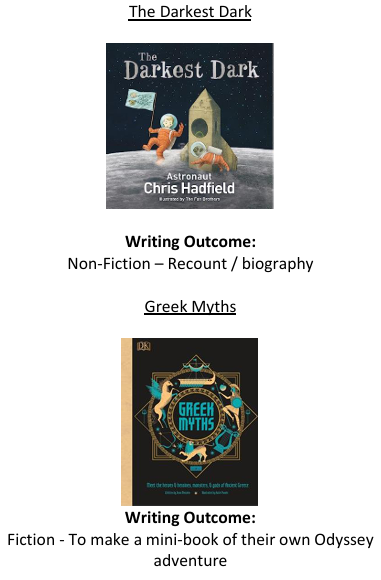 The Darkest Dark
The
Darkest Dark
Astronaut
Chris Hadfield
Illustrated by The Fan Brothers
Writing Outcome:
Non-Fiction – Recount / biography
Greek Myths
DK
GREEK
MYTHS
Meet the heroes & heroines, monsters, & gods of Ancient Greece
Writing Outcome:
Fiction - To make a mini-book of their own Odyssey
adventure